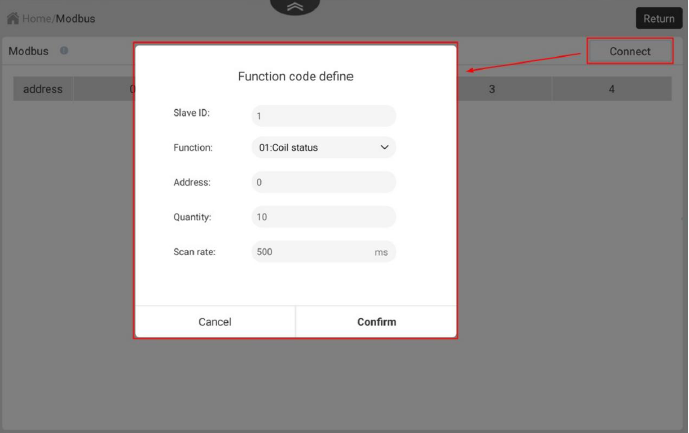 Home/Modbus
Return
Modbus
Connect
address 0 3 4
Function code define
Slave ID: 1
Function: 01:Coil status
Address: 0
Quantity: 10
Scan rate: 500 ms
Cancel Confirm